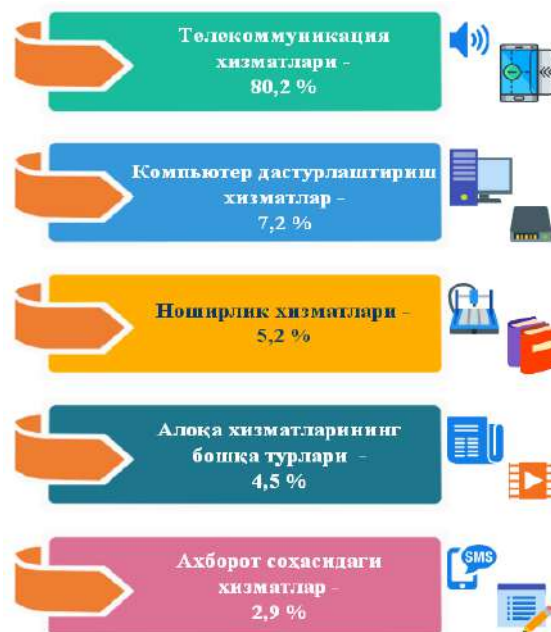 Телекоммуникация
хизматлари -
80,2 %
Компьютер дастурлаштириш
хизматлар -
7,2 %
Ноширлик хизматлари -
5,2 %
Алоқа хизматларининг
бошқа турлари -
4,5 %
SMS
Ахборот соҳасидаги
хизматлар -
2,9 %